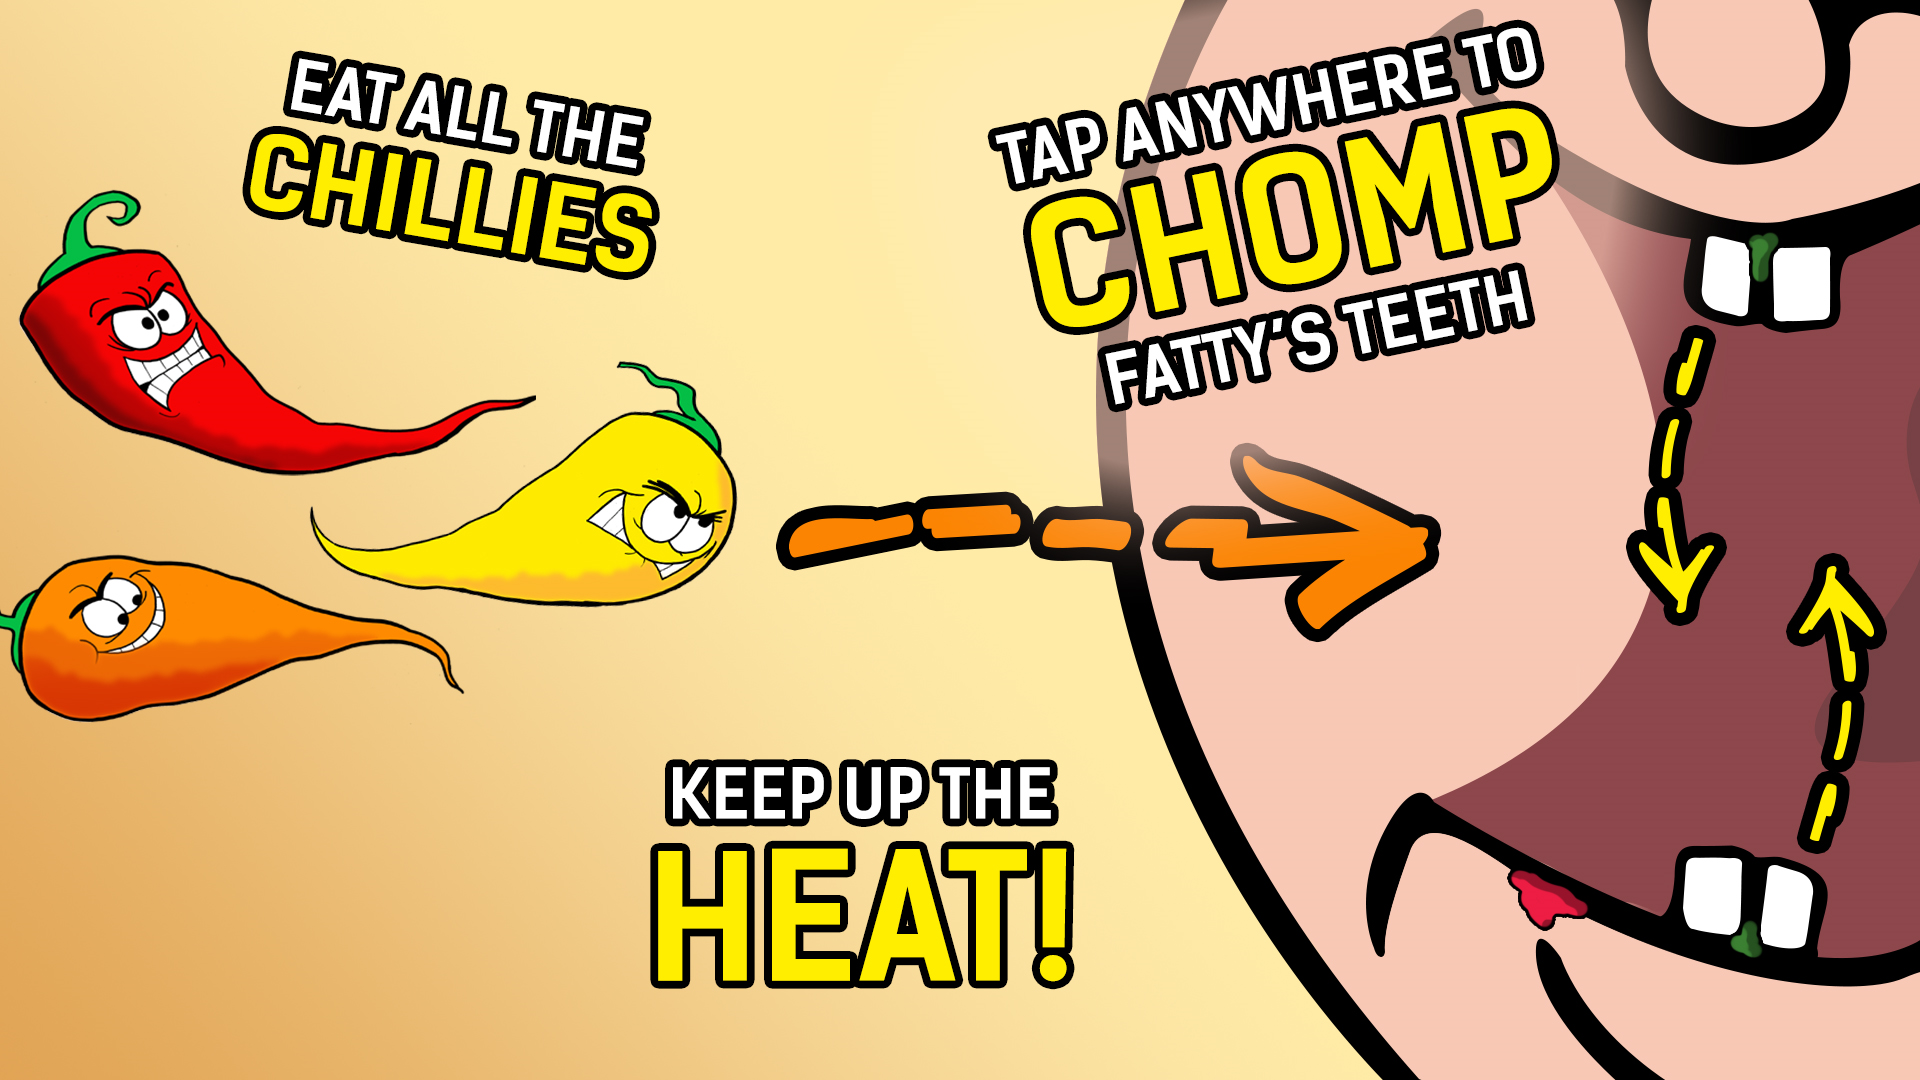 EAT ALL THE
CHILLIES
TAP ANYWHERE TO
CHOMP
FATTY'S TEETH
KEEP UP THE
HEAT!